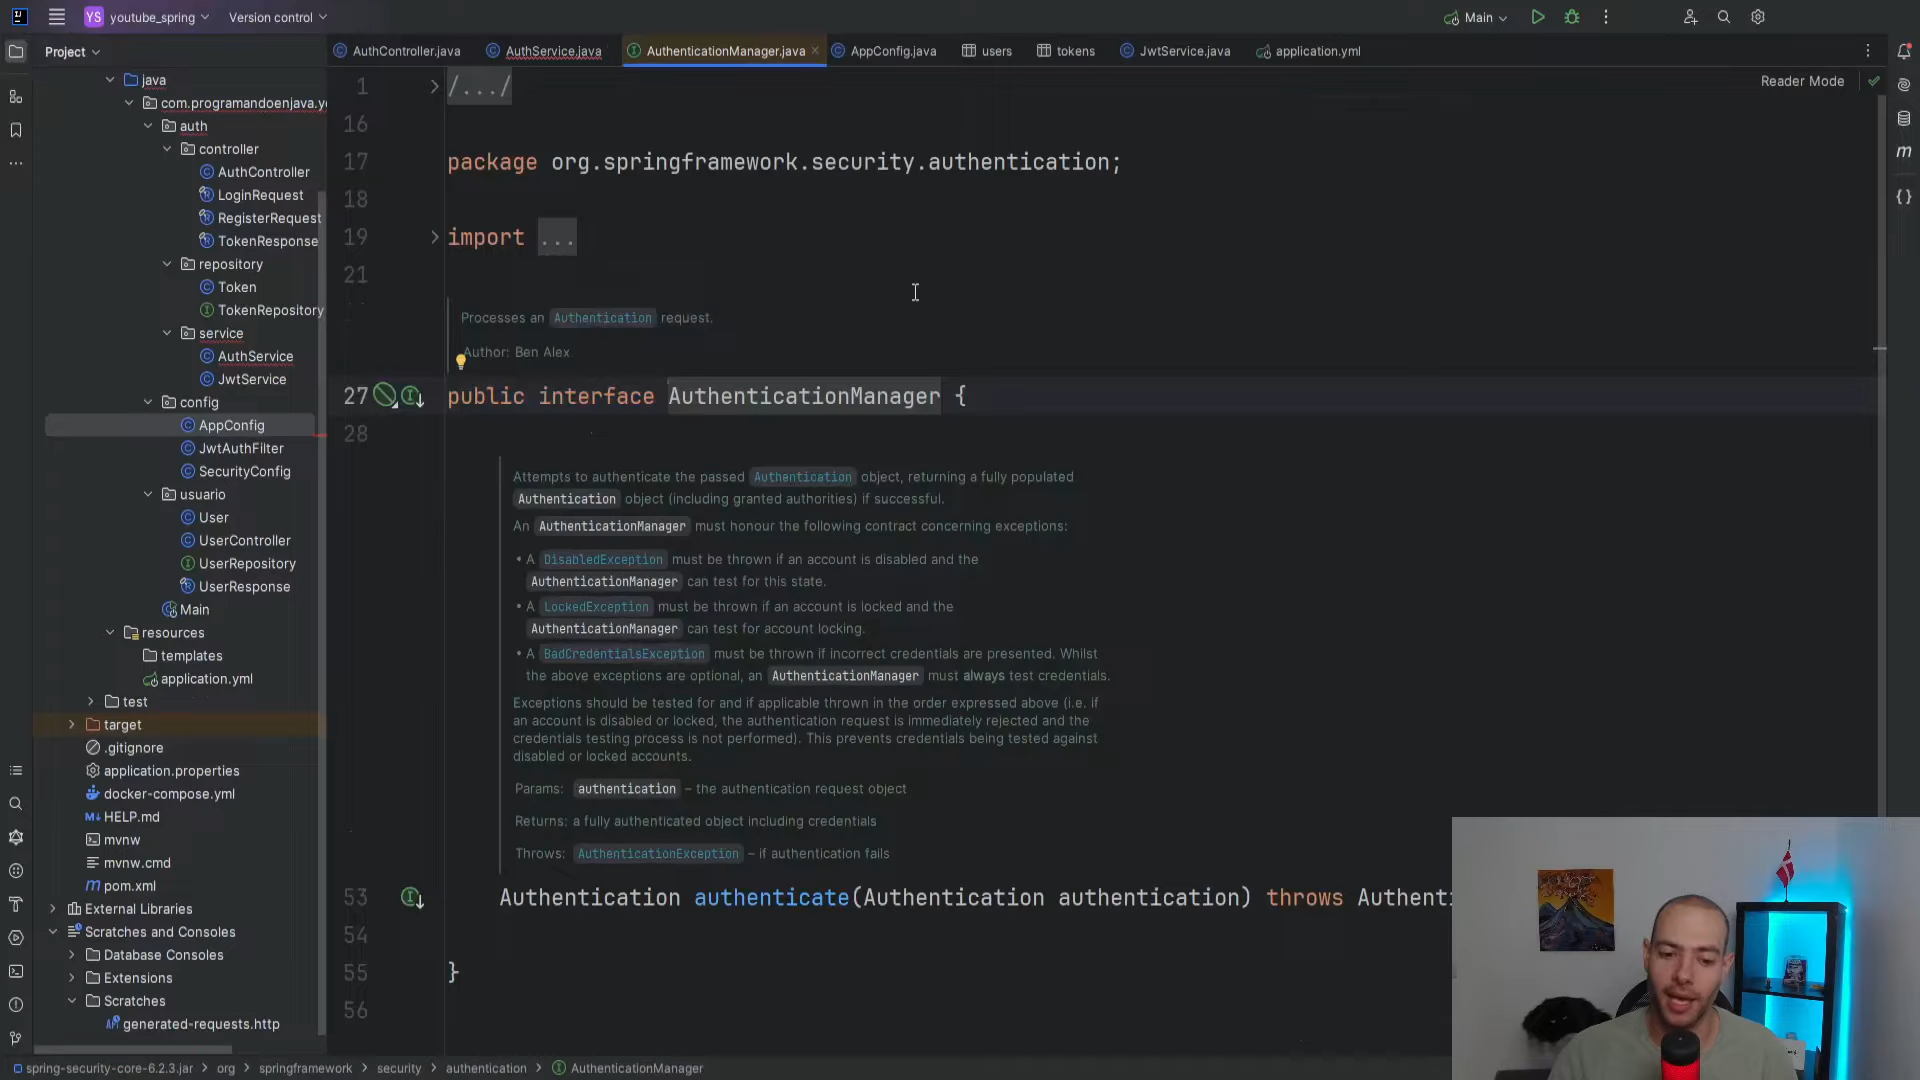 YS youtube_spring
Version control
Main
Project
AuthController.java
AuthService.java
AuthenticationManager.java
AppConfig.java
users
tokens
JwtService.java
application.yml
Reader Mode
java
com.programandoenjava.yo
auth
controller
AuthController
LoginRequest
RegisterRequest
TokenResponse
repository
Token
TokenRepository
service
AuthService
JwtService
config
AppConfig
JwtAuthFilter
SecurityConfig
usuario
User
UserController
UserRepository
UserResponse
Main
resources
templates
application.yml
test
target
.gitignore
application.properties
docker-compose.yml
HELP.md
mvnw
mvnw.cmd
pom.xml
External Libraries
Scratches and Consoles
Database Consoles
Extensions
Scratches
generated-requests.http
1 /.../
16
17 package org.springframework.security.authentication;
18
19 import ...
21
Processes an Authentication request.
Author: Ben Alex
27 public interface AuthenticationManager {
28
Attempts to authenticate the passed Authentication object, returning a fully populated
Authentication object (including granted authorities) if successful.
An AuthenticationManager must honour the following contract concerning exceptions:
• A DisabledException must be thrown if an account is disabled and the
AuthenticationManager can test for this state.
• A LockedException must be thrown if an account is locked and the
AuthenticationManager can test for account locking.
• A BadCredentialsException must be thrown if incorrect credentials are presented. Whilst
the above exceptions are optional, an AuthenticationManager must always test credentials.
Exceptions should be tested for and if applicable thrown in the order expressed above (i.e. if
an account is disabled or locked, the authentication request is immediately rejected and the
credentials testing process is not performed). This prevents credentials being tested against
disabled or locked accounts.
Params: authentication – the authentication request object
Returns: a fully authenticated object including credentials
Throws: AuthenticationException – if authentication fails
53 Authentication authenticate(Authentication authentication) throws Authenti
54
55 }
56
spring-security-core-6.2.3.jar > org > springframework > security > authentication > AuthenticationManager